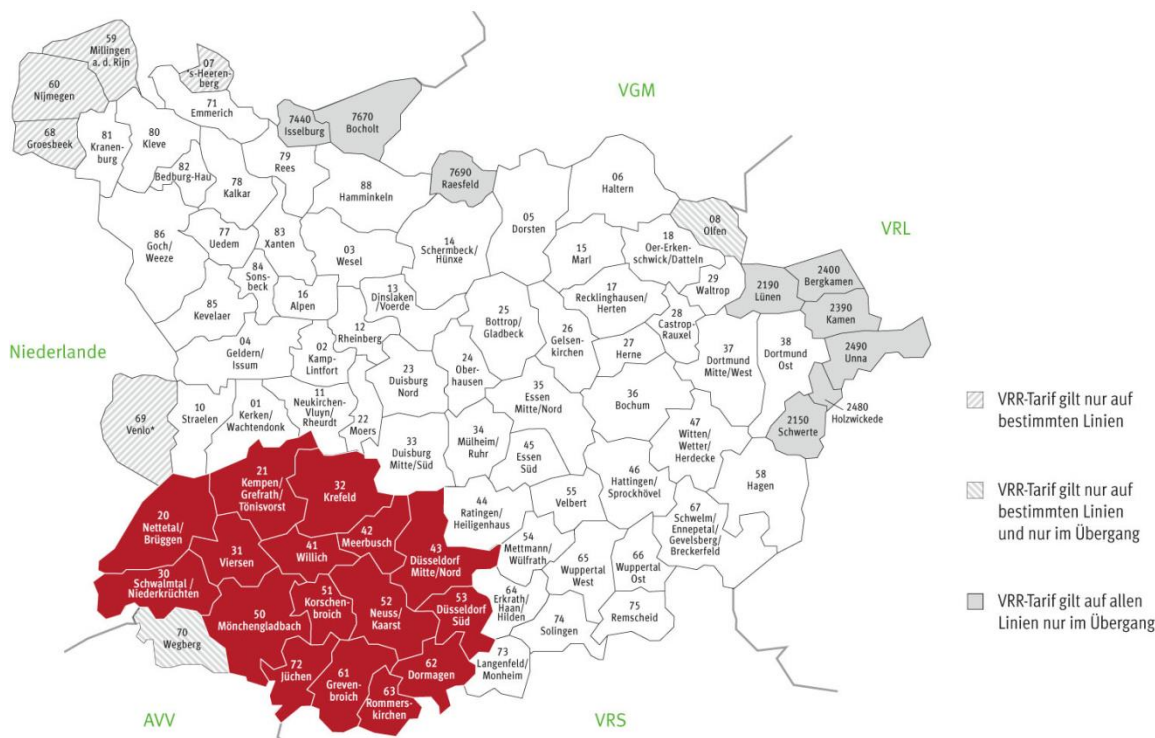 59
Millingen
a. d. Rijn
07
's-Heeren-
berg
VGM
60
Nijmegen
71
Emmerich
7440
Isselburg
7670
Bocholt
68
Groesbeek
81
Kranen-
burg
80
Kleve
79
Rees
82
Bedburg-Hau
78
Kalkar
88
Hamminkeln
7690
Raesfeld
06
Haltern
05
Dorsten
08
Olfen
VRL
86
Goch/
Weeze
77
Uedem
83
Xanten
03
Wesel
14
Schermbeck/
Hünxe
15
Marl
18
Oer-Erken-
schwick/Datteln
29
Waltrop
2190
Lünen
2400
Bergkamen
2390
Kamen
2490
Unna
84
Sons-
beck
16
Alpen
13
Dinslaken
/Voerde
17
Recklinghausen/
Herten
85
Kevelaer
25
Bottrop/
Gladbeck
26
Gelsen-
kirchen
28
Castrop-
Rauxel
Niederlande
04
Geldern/
Issum
02
Kamp-
Lintfort
12
Rheinberg
27
Herne
37
Dortmund
Mitte/West
38
Dortmund
Ost
23
Duisburg
Nord
24
Ober-
hausen
35
Essen
Mitte/Nord
36
Bochum
69
Venlo*
10
Straelen
01
Kerken/
Wachtendonk
11
Neukirchen-
Vluyn/
Rheurdt
22
Moers
2150
Schwerte
2480
Holzwickede
33
Duisburg
Mitte/Süd
34
Mülheim/
Ruhr
45
Essen
Süd
47
Witten/
Wetter/
Herdecke
21
Kempen/
Grefrath/
Tönisvorst
32
Krefeld
46
Hattingen/
Sprockhövel
58
Hagen
44
Ratingen/
Heiligenhaus
55
Velbert
20
Nettetal/
Brüggen
31
Viersen
41
Willich
42
Meerbusch
43
Düsseldorf
Mitte/Nord
54
Mettmann/
Wülfrath
67
Schwelm/
Ennepetal/
Gevelsberg/
Breckerfeld
65
Wuppertal
West
66
Wuppertal
Ost
30
Schwalmtal/
Niederkrüchten
50
Mönchengladbach
51
Korschen-
broich
52
Neuss/
Kaarst
53
Düsseldorf
Süd
64
Erkrath/
Haan/
Hilden
74
Solingen
75
Remscheid
70
Wegberg
72
Jüchen
61
Greven-
broich
62
Dormagen
63
Rommers-
kirchen
73
Langenfeld/
Monheim
AVV
VRS
VRR-Tarif gilt nur auf
bestimmten Linien
VRR-Tarif gilt nur auf
bestimmten Linien
und nur im Übergang
VRR-Tarif gilt auf allen
Linien nur im Übergang